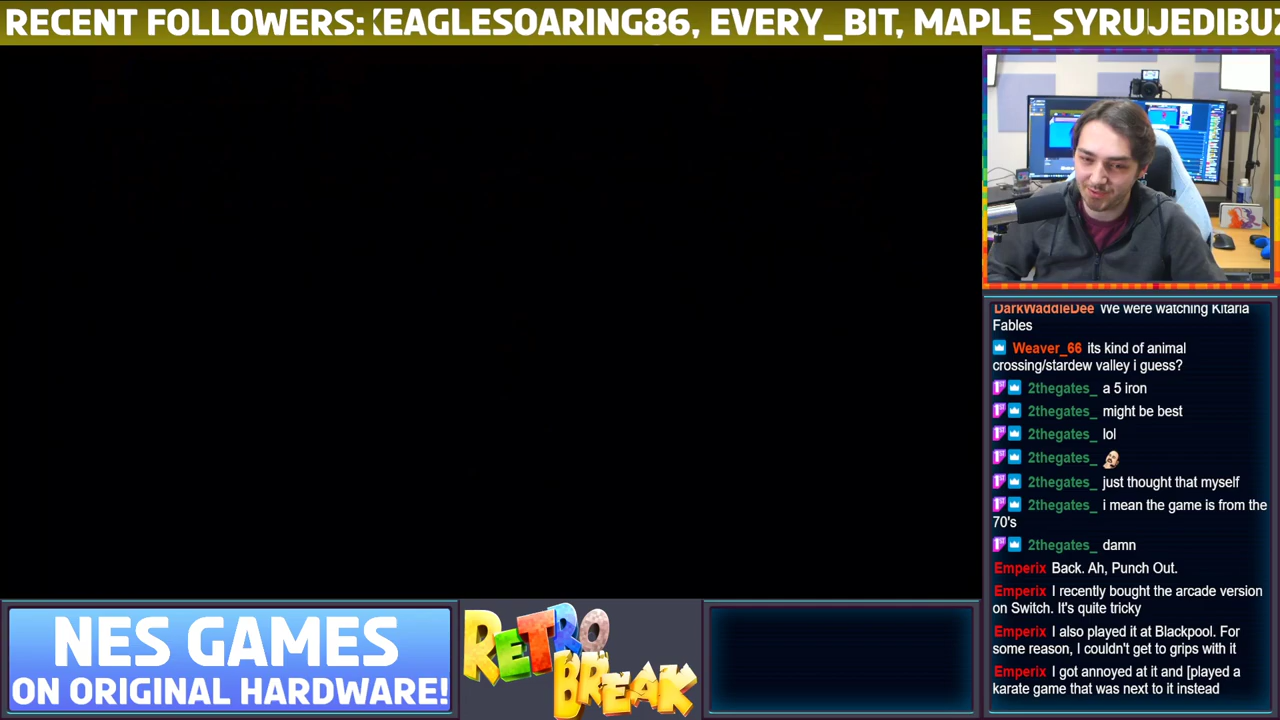 RECENT FOLLOWERS: KEAGLESOARING86, EVERY_BIT, MAPLE_SYRUJEDIBU
DarkWaddleDee We were watching Kitaria
Fables
Weaver_66 its kind of animal
crossing/stardew valley i guess?
2thegates_ a 5 iron
2thegates_ might be best
2thegates_ lol
2thegates_
2thegates_ just thought that myself
2thegates_ i mean the game is from the
70's
2thegates_ damn
Emperix Back. Ah, Punch Out.
Emperix I recently bought the arcade version
on Switch. It's quite tricky
Emperix I also played it at Blackpool. For
some reason, I couldn't get to grips with it
Emperix I got annoyed at it and [played a
karate game that was next to it instead
NES GAMES
ON ORIGINAL HARDWARE!
RETRO
BREAK